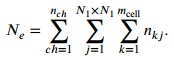 N_e = \sum_{ch=1}^{n_{ch}} \sum_{j=1}^{N_1 \times N_1} \sum_{k=1}^{m_{cell}} n_{kj}.